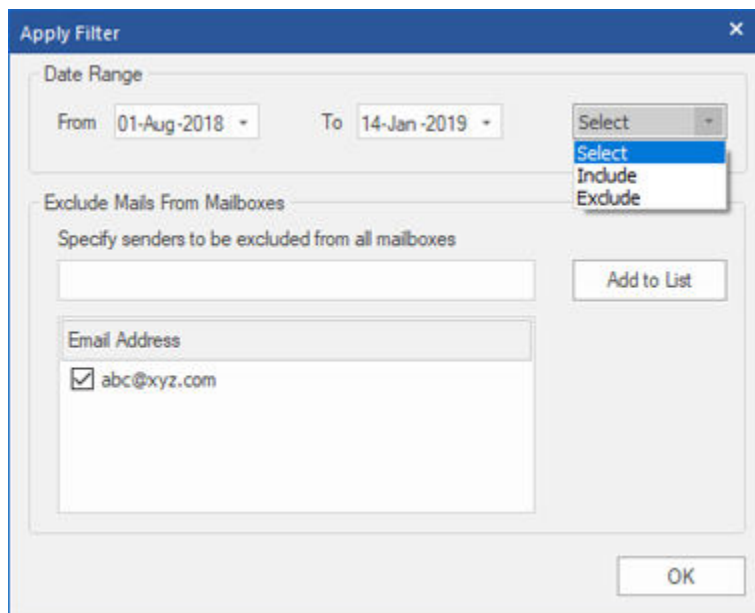 Apply Filter
Date Range
From 01-Aug-2018 To 14-Jan-2019 Select
Select
Include
Exclude
Exclude Mails From Mailboxes
Specify senders to be excluded from all mailboxes
Add to List
Email Address
abc@xyz.com
OK